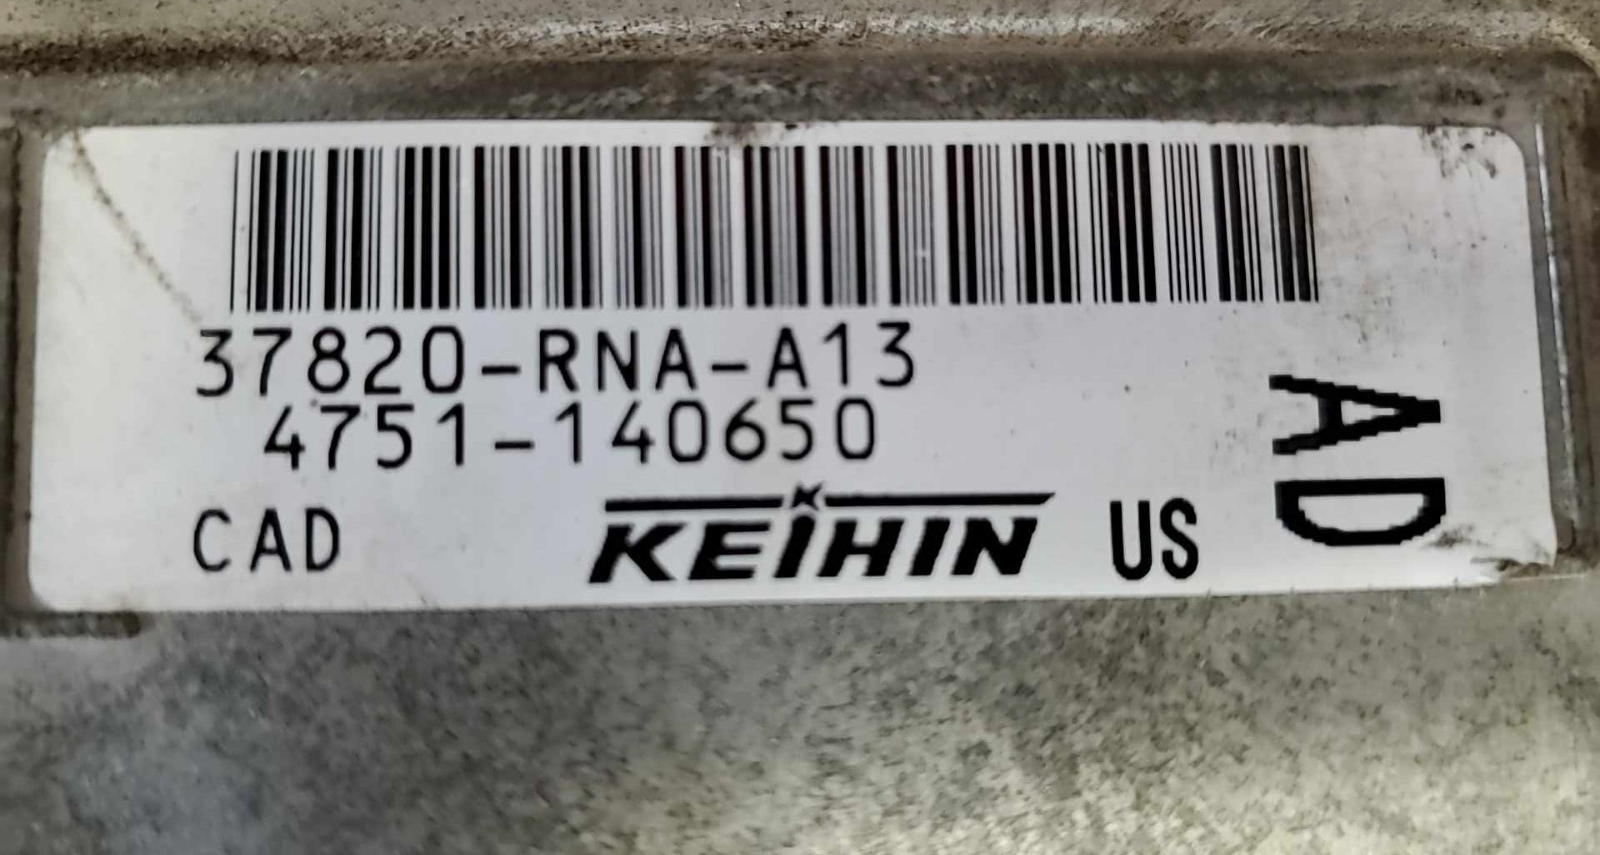 37820-RNA-A13
4751-140650
CAD KEIHIN US
AD